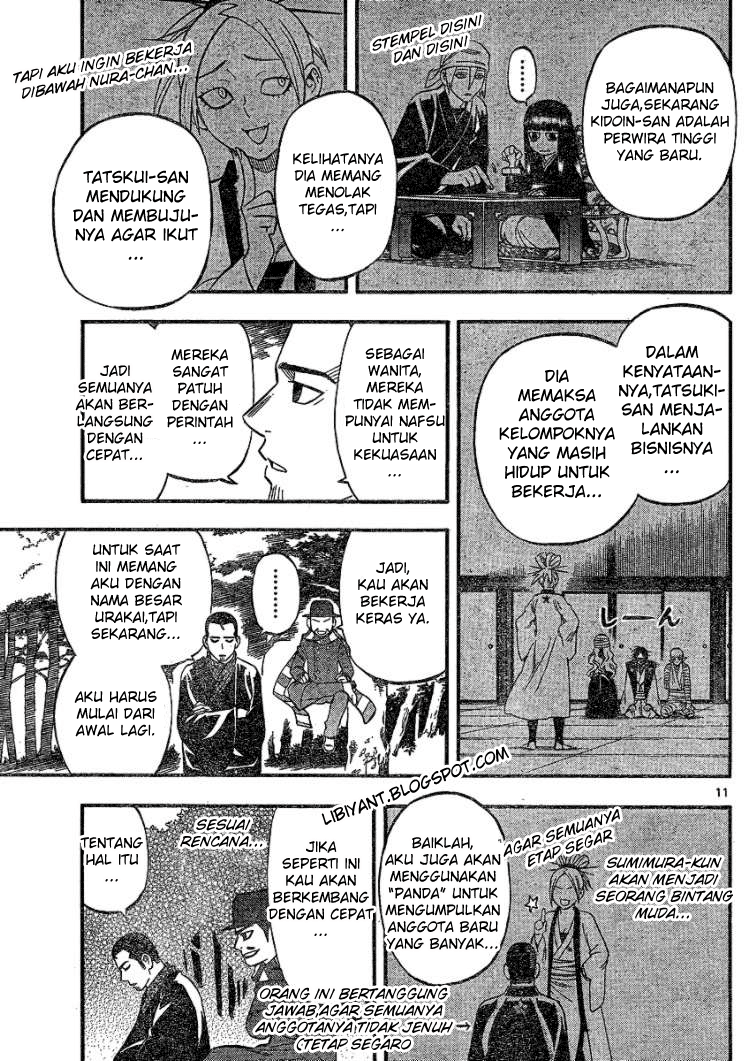 BAGAIMANAPUN
JUGA,SEKARANG
KIDOIN-SAN ADALAH
PERWIRA TINGGI
YANG BARU.
STEMPEL DISINI
DAN DISINI
........
KELIHATANYA
DIA MEMANG
MENOLAK
TEGAS,TAPI
...
TAPI AKU INGIN BEKERJA
DIBAWAH NURA-CHAN...
TATSKUI-SAN
MENDUKUNG
DAN MEMBUJU-
NYA AGAR IKUT
...
DALAM
KENYATAAN-
NYA,TATSUKI-
SAN MENJA-
LANKAN
BISNISNYA
...
DIA
MEMAKSA
ANGGOTA
KELOMPOKNYA
YANG MASIH
HIDUP UNTUK
BEKERJA...
しーーん
SEBAGAI
WANITA,
MEREKA
TIDAK MEM-
PUNYAI NAFSU
UNTUK
KEKUASAAN
...
MEREKA
SANGAT
PATUH
DENGAN
PERINTAH
...
JADI
SEMUANYA
AKAN BER-
LANGSUNG
DENGAN
CEPAT...
JADI,
KAU AKAN
BEKERJA
KERAS YA.
........
UNTUK SAAT
INI MEMANG
AKU DENGAN
NAMA BESAR
URAKAI,TAPI
SEKARANG...
AKU HARUS
MULAI DARI
AWAL LAGI.
LIBIYANT.BLOGSPOT.COM
11
SUMIMURA-KUN
AKAN MENJADI
SEORANG BINTANG
MUDA...
AGAR SEMUANYA
ETAP SEGAR
BAIKLAH,
AKU JUGA AKAN
MENGGUNAKAN
“PANDA” UNTUK
MENGUMPULKAN
ANGGOTA BARU
YANG BANYAK...
ORANG INI BERTANGGUNG
JAWAB,AGAR SEMUANYA
ANGGOTANYA TIDAK JENUH →
(TETAP SEGARO
JIKA
SEPERTI INI
KAU AKAN
BERKEMBANG
DENGAN CEPAT
...
SESUAI
RENCANA...
TENTANG
HAL ITU
...